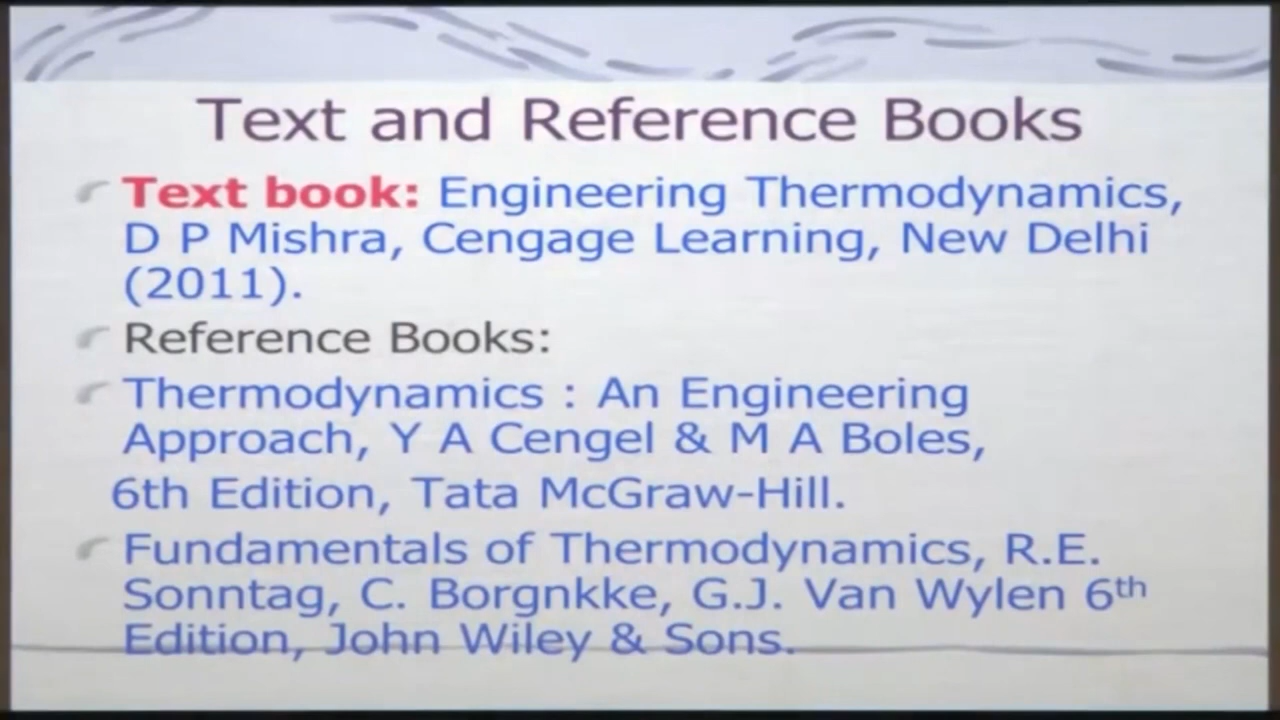 Text and Reference Books
Text book: Engineering Thermodynamics,
D P Mishra, Cengage Learning, New Delhi
(2011).
Reference Books:
Thermodynamics : An Engineering
Approach, Y A Cengel & M A Boles,
6th Edition, Tata McGraw-Hill.
Fundamentals of Thermodynamics, R.E.
Sonntag, C. Borgnkke, G.J. Van Wylen 6th
Edition, John Wiley & Sons.